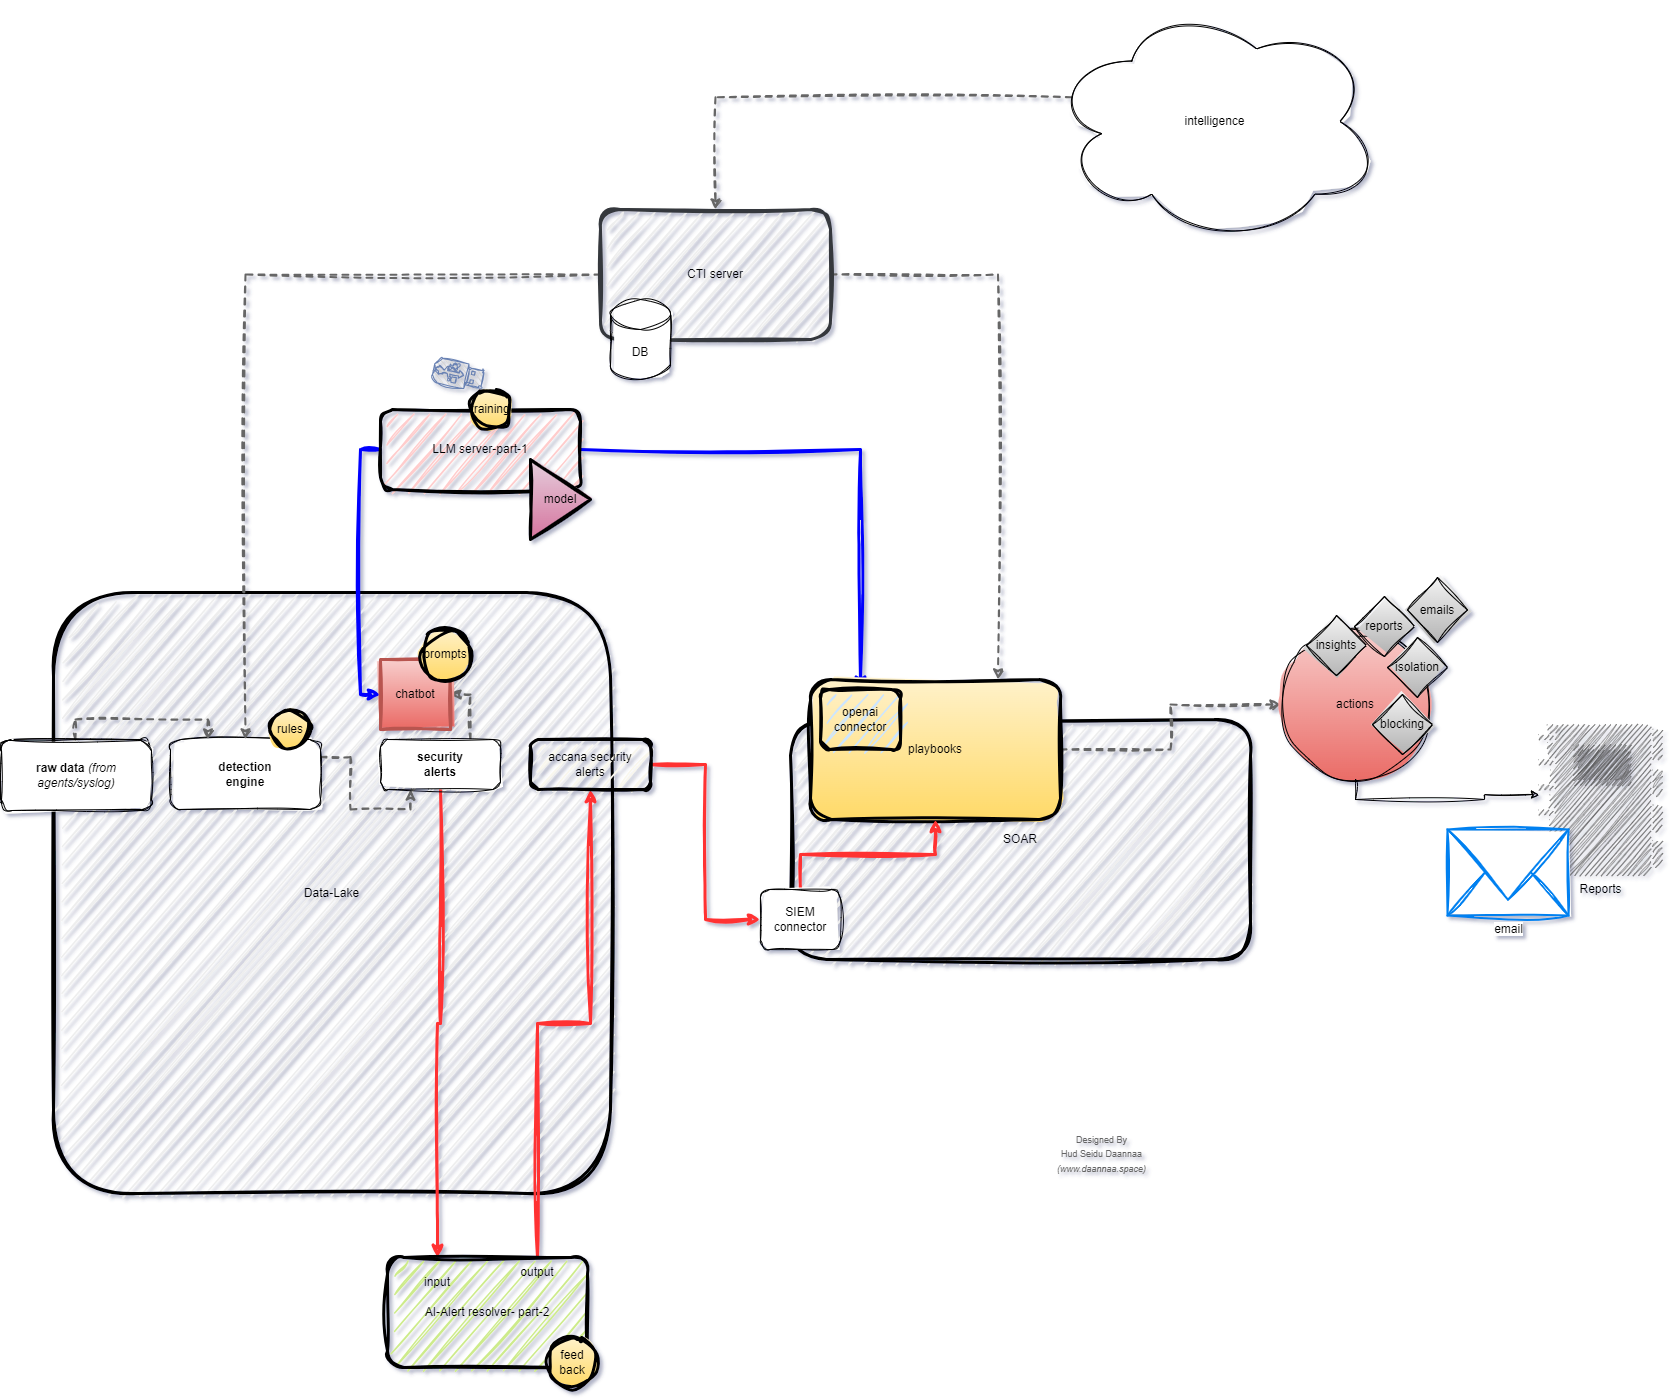 intelligence
CTI server
DB
raining
LLM server-part-1
model
emails
reports
insights
isolation
actions
blocking
prompts
chatbot
openai
connector
playbooks
rules
raw data (from
agents/syslog)
detection
engine
security
alerts
accana security
alerts
SOAR
Data-Lake
SIEM
connector
Reports
email
Designed By
Hud Seidu Daannaa
(www.daannaa.space)
output
input
AI-Alert resolver- part-2
feed
back